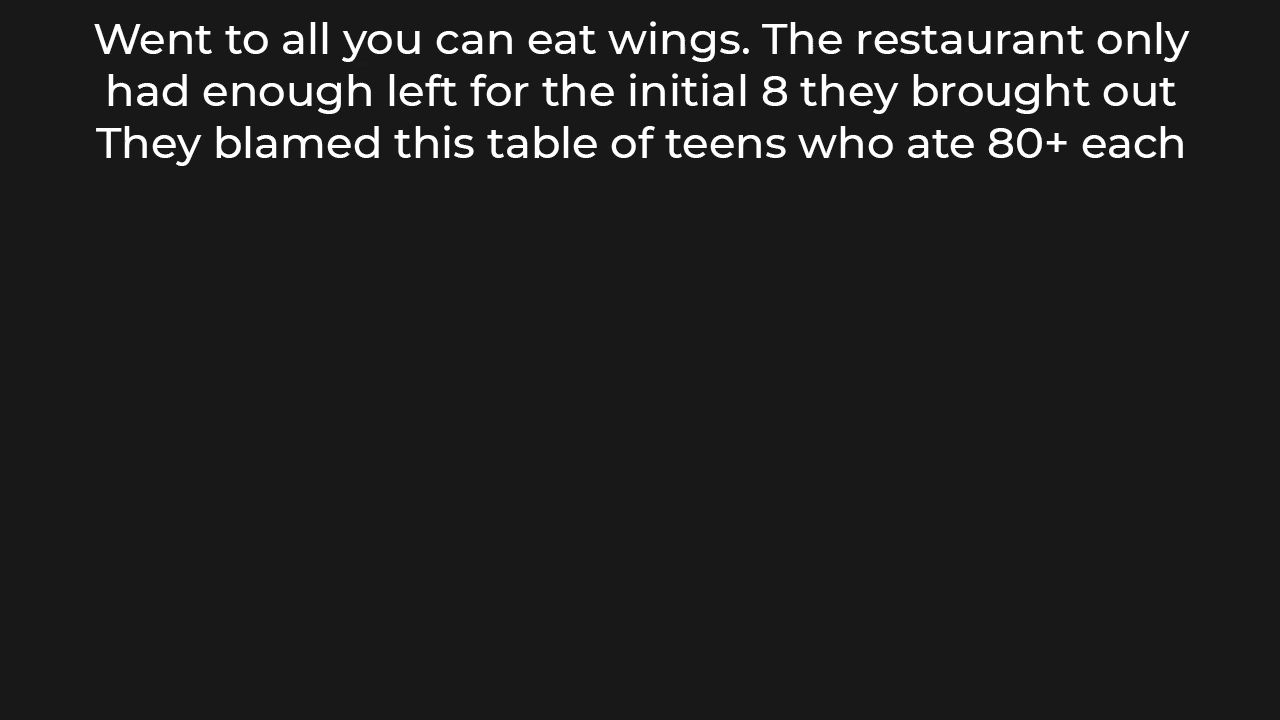 Went to all you can eat wings. The restaurant only
had enough left for the initial 8 they brought out
They blamed this table of teens who ate 80+ each